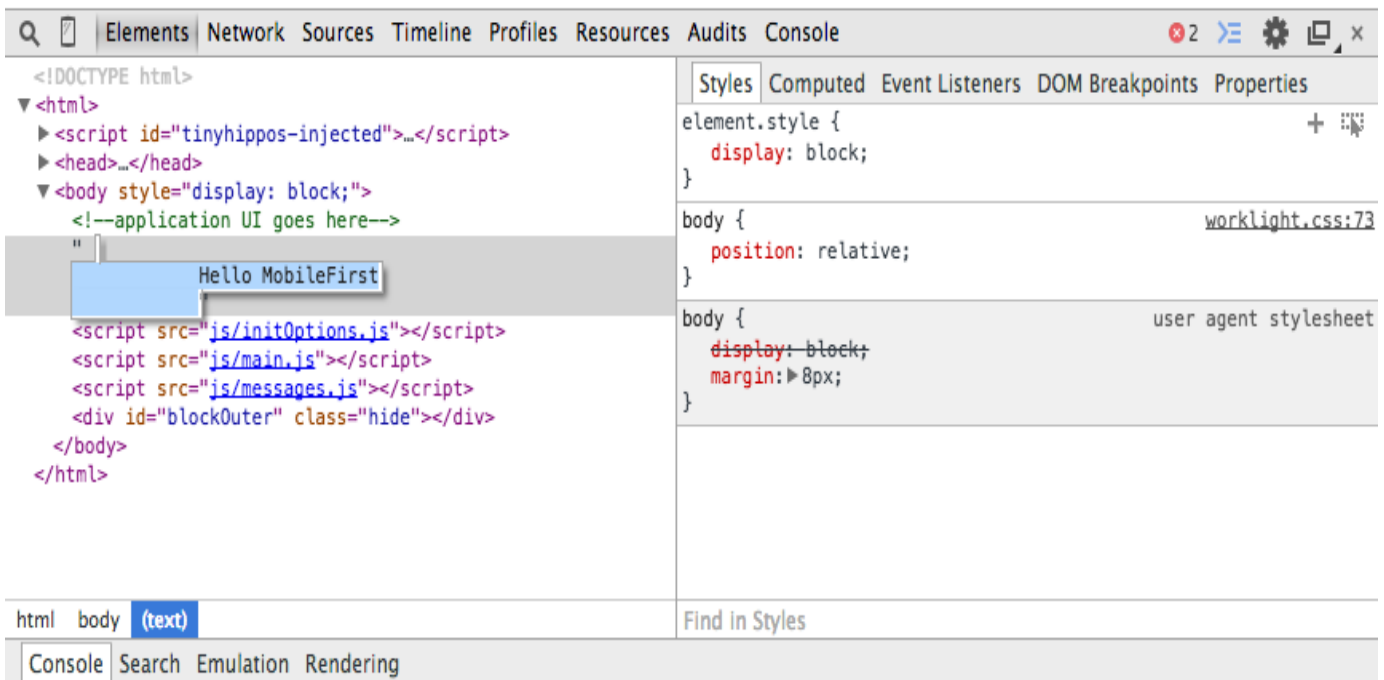 Elements Network Sources Timeline Profiles Resources Audits Console 2 ×
<!DOCTYPE html>
▼<html>
▶<script id="tinyhippos-injected">…</script>
▶<head>…</head>
▼<body style="display: block;">
<!--application UI goes here-->
"
Hello MobileFirst
"
<script src="js/initOptions.js"></script>
<script src="js/main.js"></script>
<script src="js/messages.js"></script>
<div id="blockOuter" class="hide"></div>
</body>
</html>
html body (text)
Styles Computed Event Listeners DOM Breakpoints Properties
element.style { +
display: block;
}
body { worklight.css:73
position: relative;
}
body { user agent stylesheet
display: block;
margin:▶8px;
}
Find in Styles
Console Search Emulation Rendering